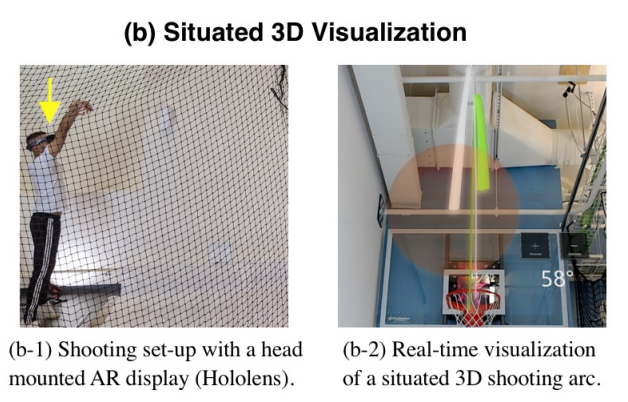 (b) Situated 3D Visualization
58°
(b-1) Shooting set-up with a head
mounted AR display (Hololens).
(b-2) Real-time visualization
of a situated 3D shooting arc.